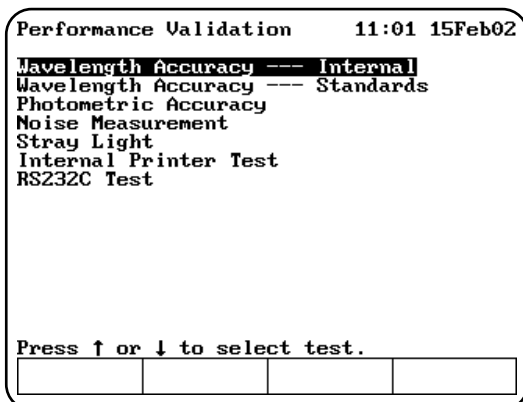 Performance Validation 11:01 15Feb02
Wavelength Accuracy --- Internal
Wavelength Accuracy --- Standards
Photometric Accuracy
Noise Measurement
Stray Light
Internal Printer Test
RS232C Test
Press ↑ or ↓ to select test.